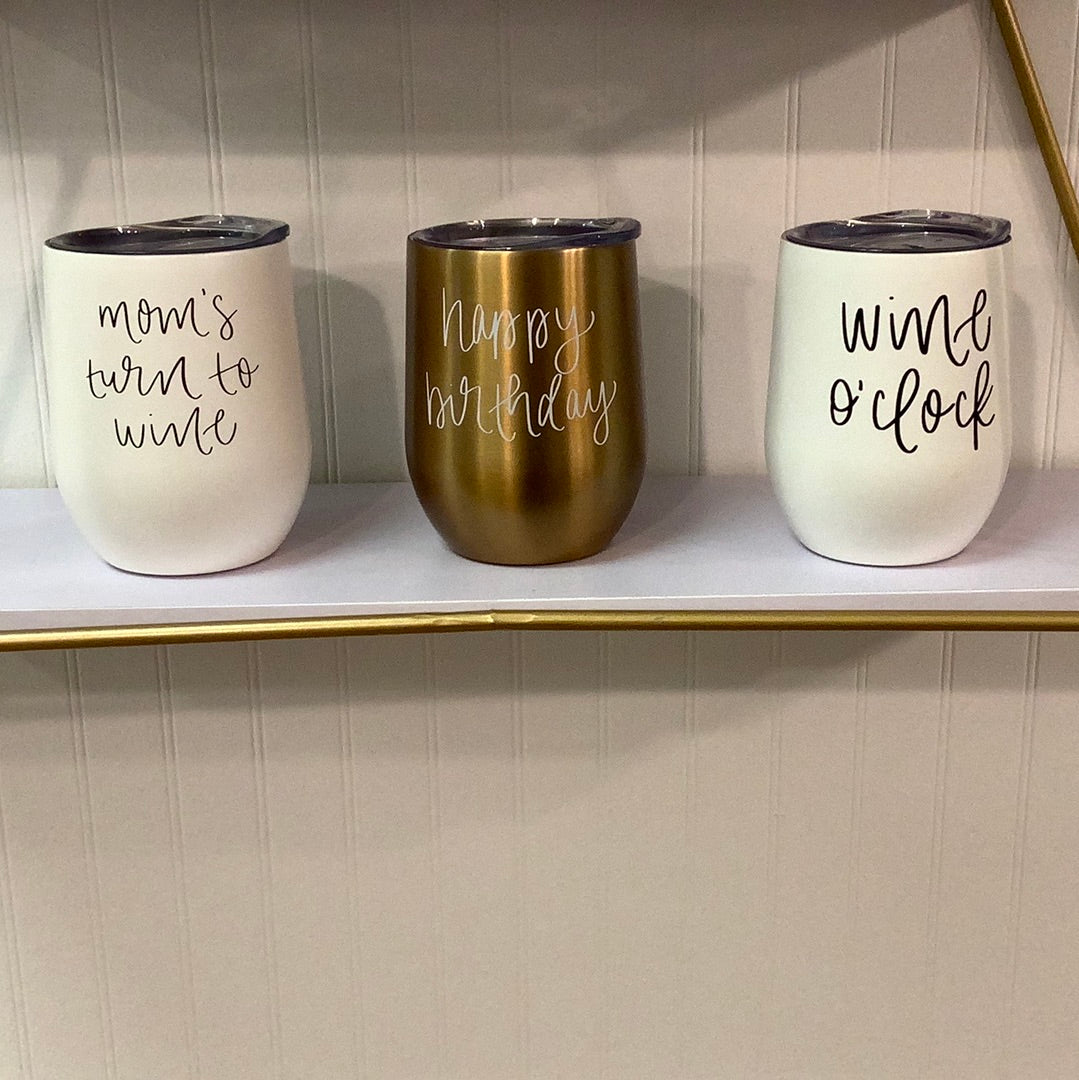 mom's
turn to
wine
happy
birthday
wine
o'clock